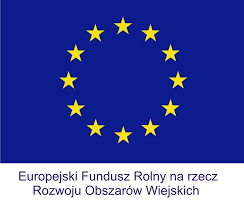 Europejski Fundusz Rolny na rzecz
Rozwoju Obszarów Wiejskich